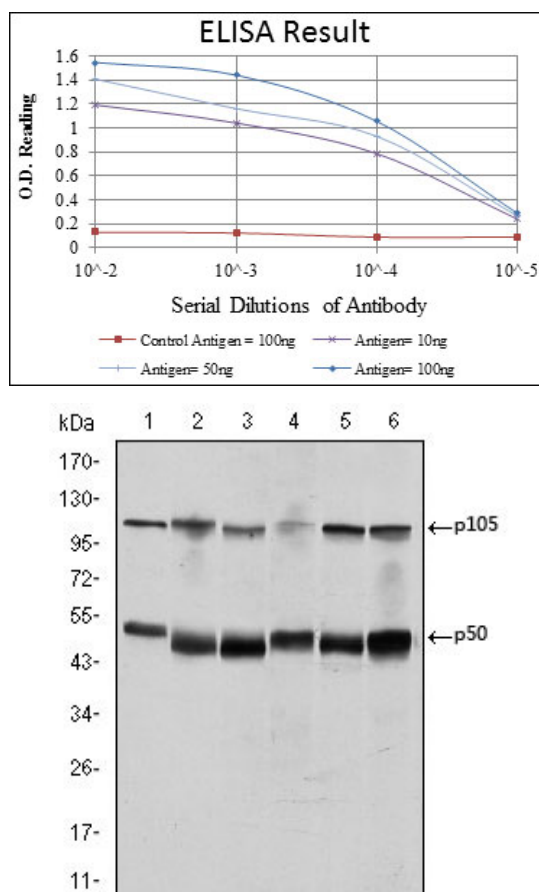 ELISA Result
O.D. Reading
1.6
1.4
1.2
1
0.8
0.6
0.4
0.2
0
10^-2 10^-3 10^-4 10^-5
Serial Dilutions of Antibody
Control Antigen = 100ng Antigen= 10ng
Antigen= 50ng Antigen= 100ng
kDa 1 2 3 4 5 6
170-
130-
←p105
95-
72-
55-
←p50
43-
34-
26-
17-
11-